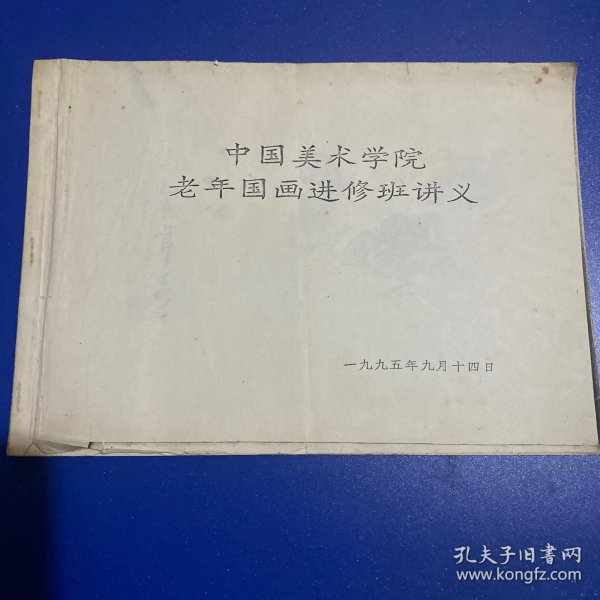 中国美术学院
老年国画进修班讲义
一九九五年九月十四日
孔夫子旧书网
www.kongfz.com